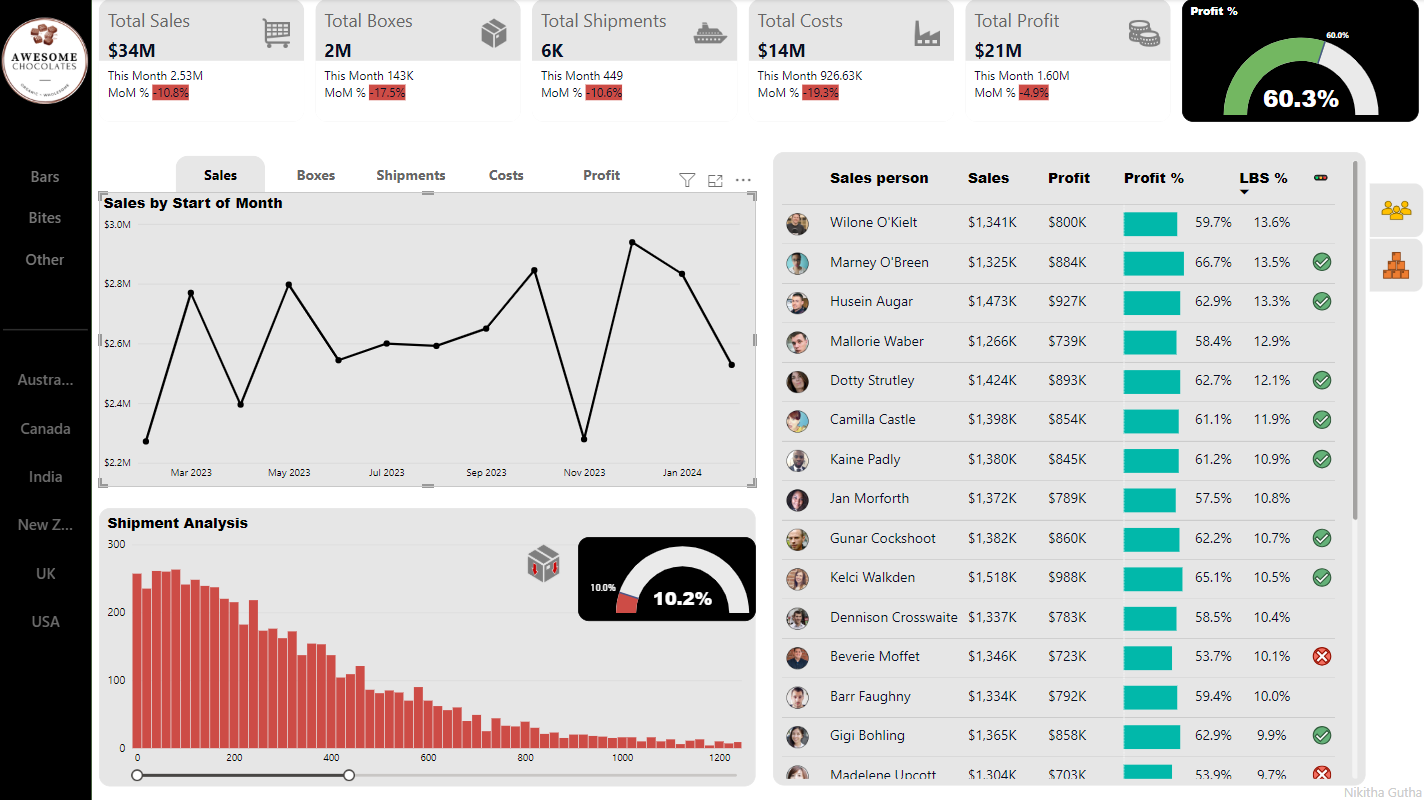 AWESOME
CHOCOLATES
ORGANIC • WHOLESOME
Total Sales
$34M
This Month 2.53M
MoM % -10.8%
Total Boxes
2M
This Month 143K
MoM % -17.5%
Total Shipments
6K
This Month 449
MoM % -10.6%
Total Costs
$14M
This Month 926.63K
MoM % -19.3%
Total Profit
$21M
This Month 1.60M
MoM % -4.9%
Profit %
60.0%
60.3%
Bars
Bites
Other
Austra...
Canada
India
New Z...
UK
USA
Sales Boxes Shipments Costs Profit
Sales by Start of Month
$3.0M
$2.8M
$2.6M
$2.4M
$2.2M
Mar 2023 May 2023 Jul 2023 Sep 2023 Nov 2023 Jan 2024
Shipment Analysis
300
200
100
0
0 200 400 600 800 1000 1200
10.0%
10.2%
Sales person Sales Profit Profit % LBS %
Wilone O'Kielt $1,341K $800K 59.7% 13.6%
Marney O'Breen $1,325K $884K 66.7% 13.5%
Husein Augar $1,473K $927K 62.9% 13.3%
Mallorie Waber $1,266K $739K 58.4% 12.9%
Dotty Strutley $1,424K $893K 62.7% 12.1%
Camilla Castle $1,398K $854K 61.1% 11.9%
Kaine Padly $1,380K $845K 61.2% 10.9%
Jan Morforth $1,372K $789K 57.5% 10.8%
Gunar Cockshoot $1,382K $860K 62.2% 10.7%
Kelci Walkden $1,518K $988K 65.1% 10.5%
Dennison Crosswaite $1,337K $783K 58.5% 10.4%
Beverie Moffet $1,346K $723K 53.7% 10.1%
Barr Faughny $1,334K $792K 59.4% 10.0%
Gigi Bohling $1,365K $858K 62.9% 9.9%
Madelene Upcott $1,304K $703K 53.9% 9.7%
Nikitha Gutha